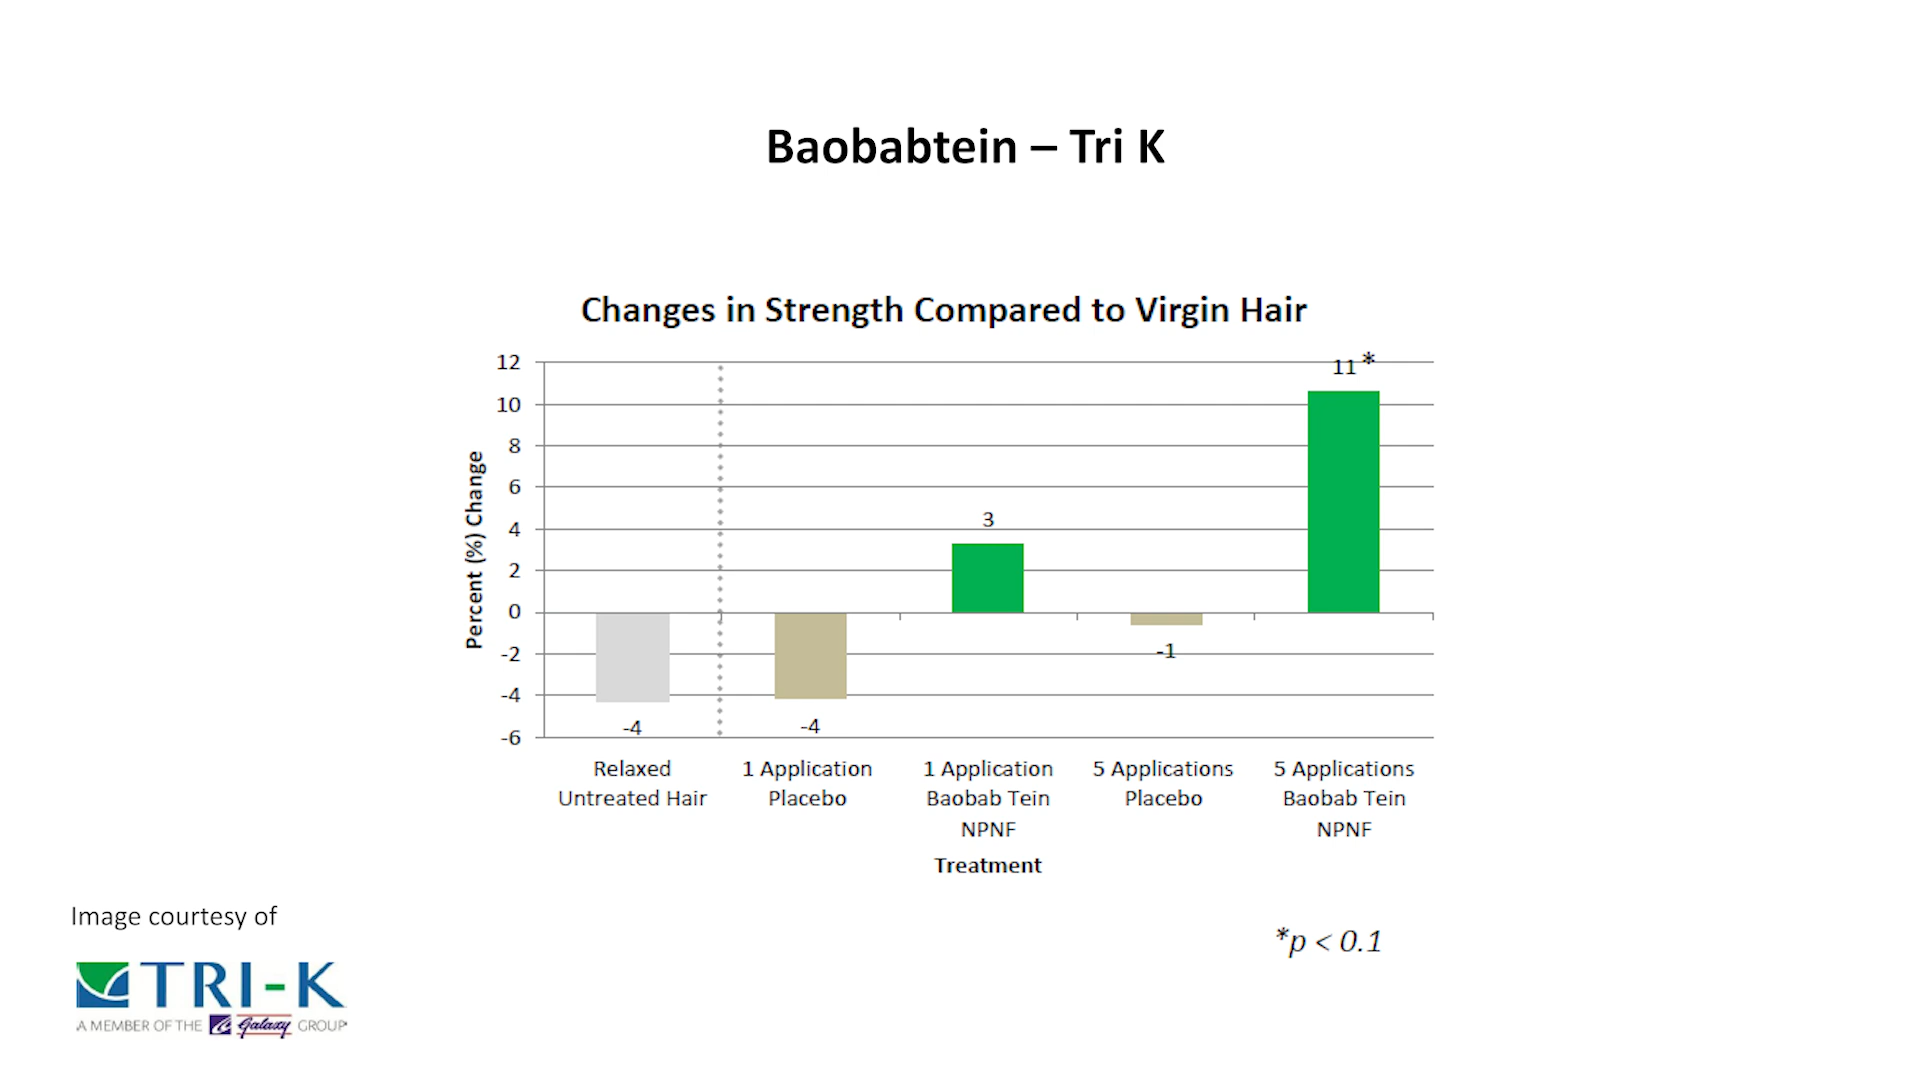 Baobabtein – Tri K
Changes in Strength Compared to Virgin Hair
12
10
8
6
4
2
0
-2
-4
-6
Percent (%) Change
-4
-4
3
-1
11 *
Relaxed
Untreated Hair
1 Application
Placebo
1 Application
Baobab Tein
NPNF
5 Applications
Placebo
5 Applications
Baobab Tein
NPNF
Treatment
*p < 0.1
Image courtesy of
TRI-K
A MEMBER OF THE Galaxy GROUP